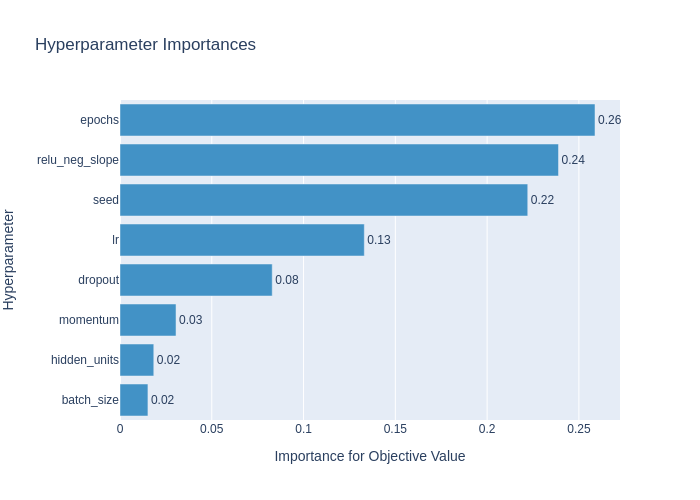 Hyperparameter Importances
Hyperparameter
epochs 0.26
relu_neg_slope 0.24
seed 0.22
lr 0.13
dropout 0.08
momentum 0.03
hidden_units 0.02
batch_size 0.02
0 0.05 0.1 0.15 0.2 0.25
Importance for Objective Value